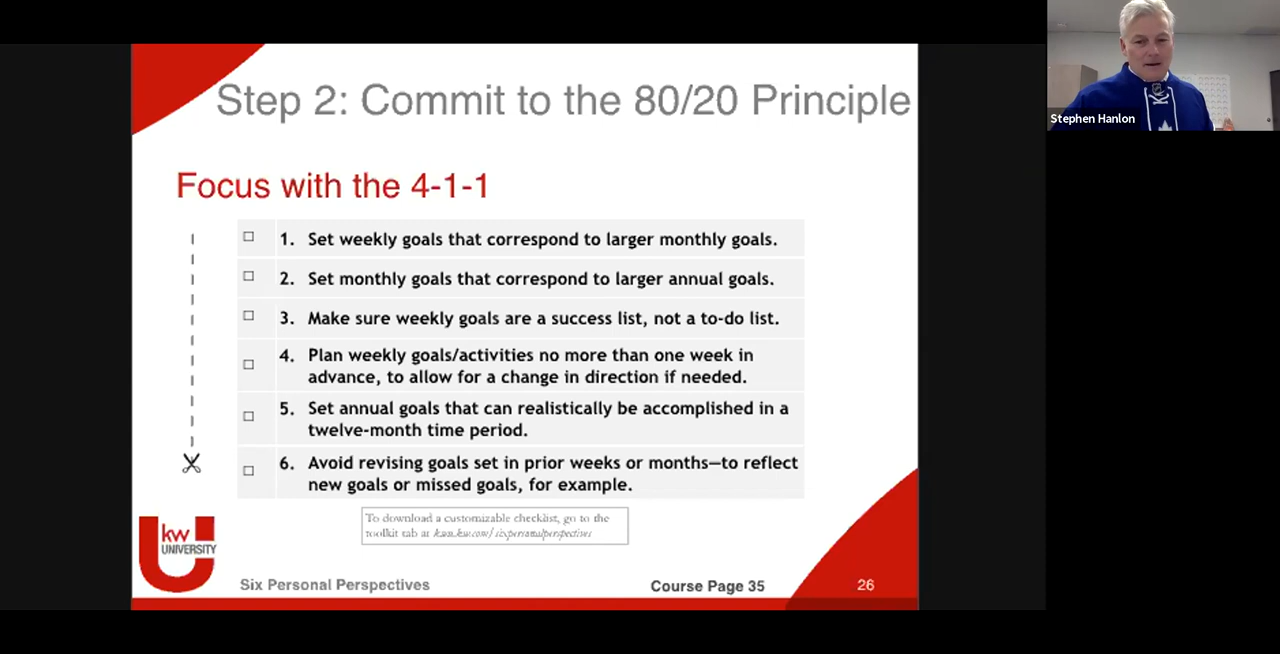 Step 2: Commit to the 80/20 Principle
Stephen Hanlon
Focus with the 4-1-1
1. Set weekly goals that correspond to larger monthly goals.
2. Set monthly goals that correspond to larger annual goals.
3. Make sure weekly goals are a success list, not a to-do list.
4. Plan weekly goals/activities no more than one week in
advance, to allow for a change in direction if needed.
5. Set annual goals that can realistically be accomplished in a
twelve-month time period.
6. Avoid revising goals set in prior weeks or months—to reflect
new goals or missed goals, for example.
To download a customizable checklist, go to the
toolkit tab at
kw
UNIVERSITY
Six Personal Perspectives
Course Page 35
26